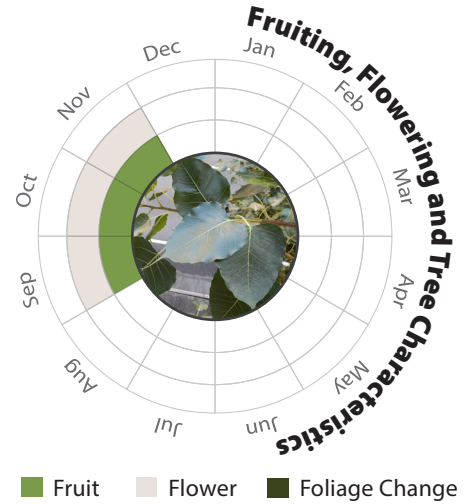 Fruiting, Flowering and Tree Characteristics
Jan
Feb
Mar
Apr
May
Jun
Jul
Aug
Sep
Oct
Nov
Dec
Fruit
Flower
Foliage Change